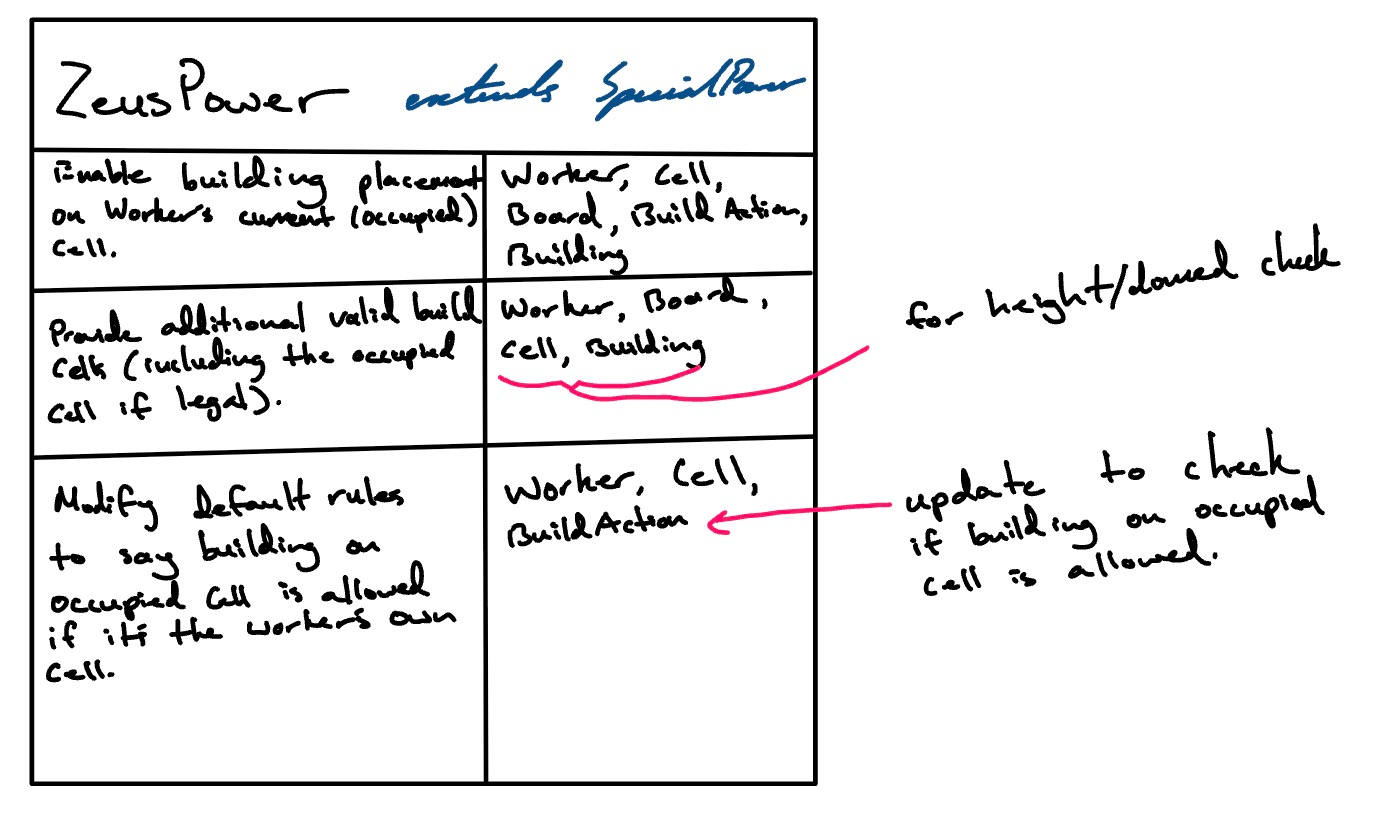 ZeusPower extends SpecialPower
Enable building placement
on Worker's current (occupied)
Cell.
Worker, Cell,
Board, Build Action,
Building
Provide additional valid build
Cells (including the occupied
Cell if legal).
Worker, Board,
Cell, Building
for height/domed check
Modify default rules
to say building on
occupied Cell is allowed
if it's the worker's own
Cell.
Worker, Cell,
BuildAction
update to check
if building on occupied
cell is allowed.